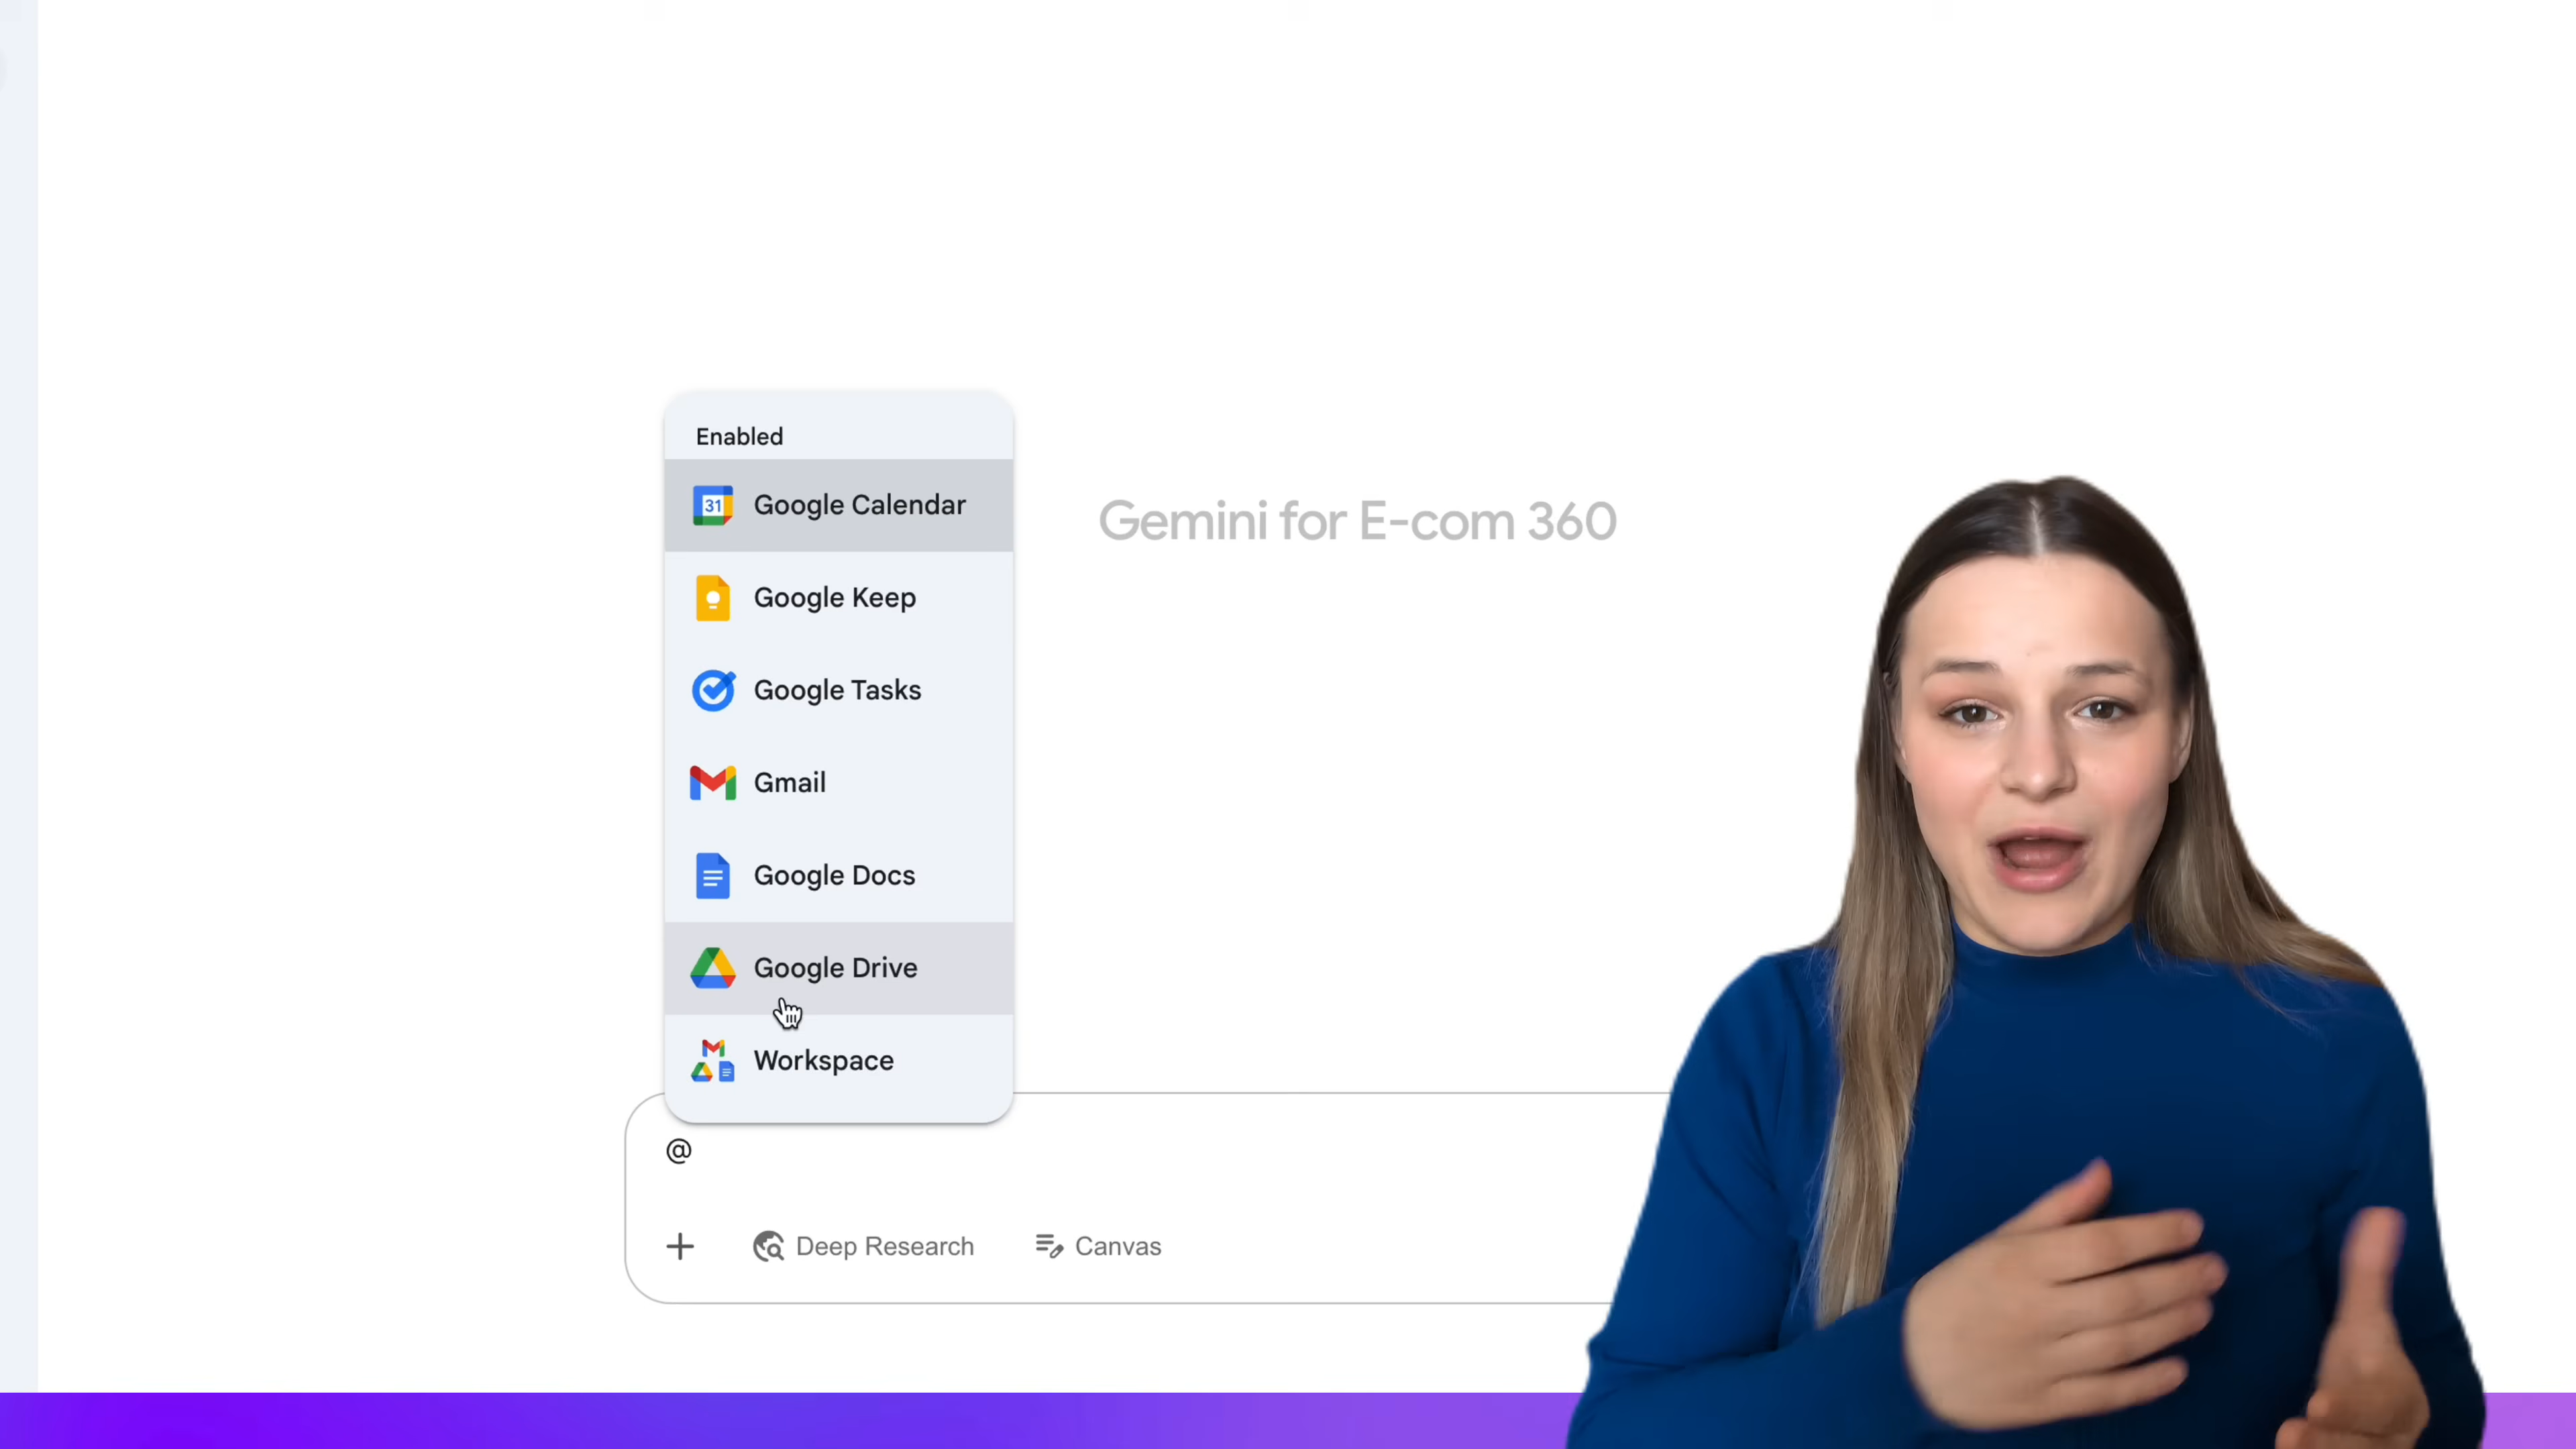 Enabled
31
Google Calendar
Gemini for E-com 360
Google Keep
Google Tasks
Gmail
Google Docs
Google Drive
Workspace
@
Deep Research
Canvas